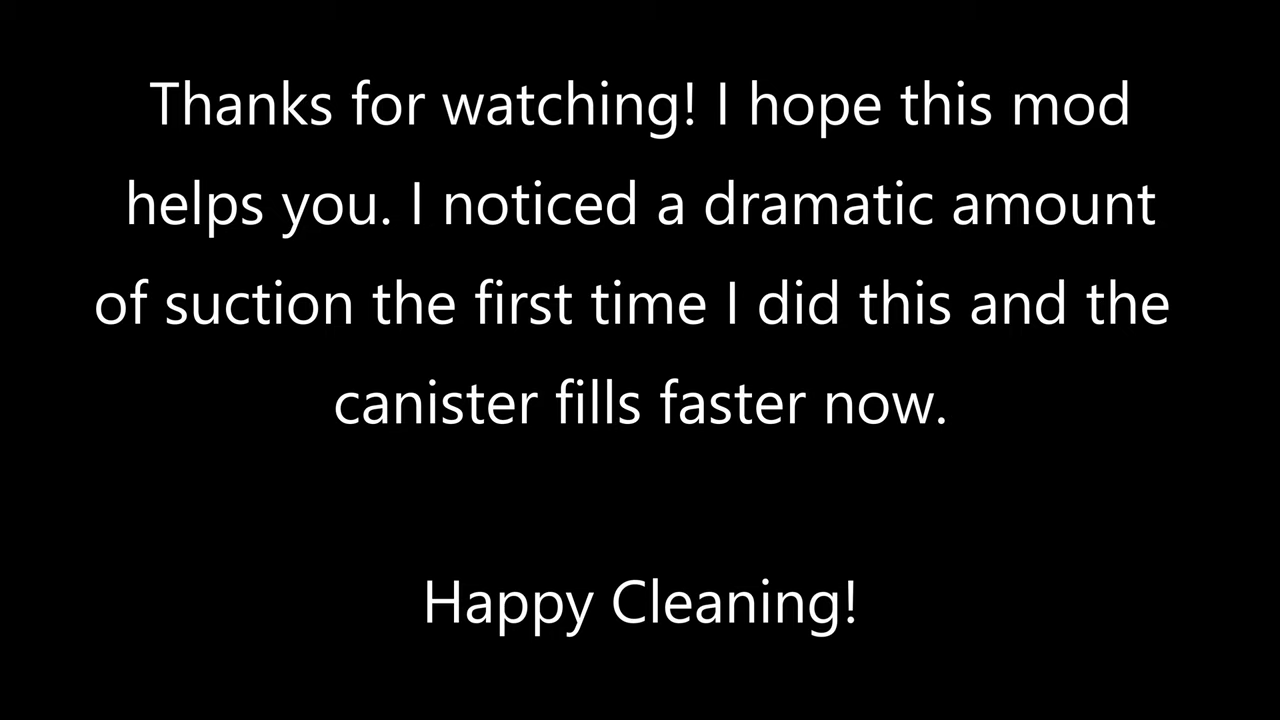 Thanks for watching! I hope this mod
helps you. I noticed a dramatic amount
of suction the first time I did this and the
canister fills faster now.
Happy Cleaning!